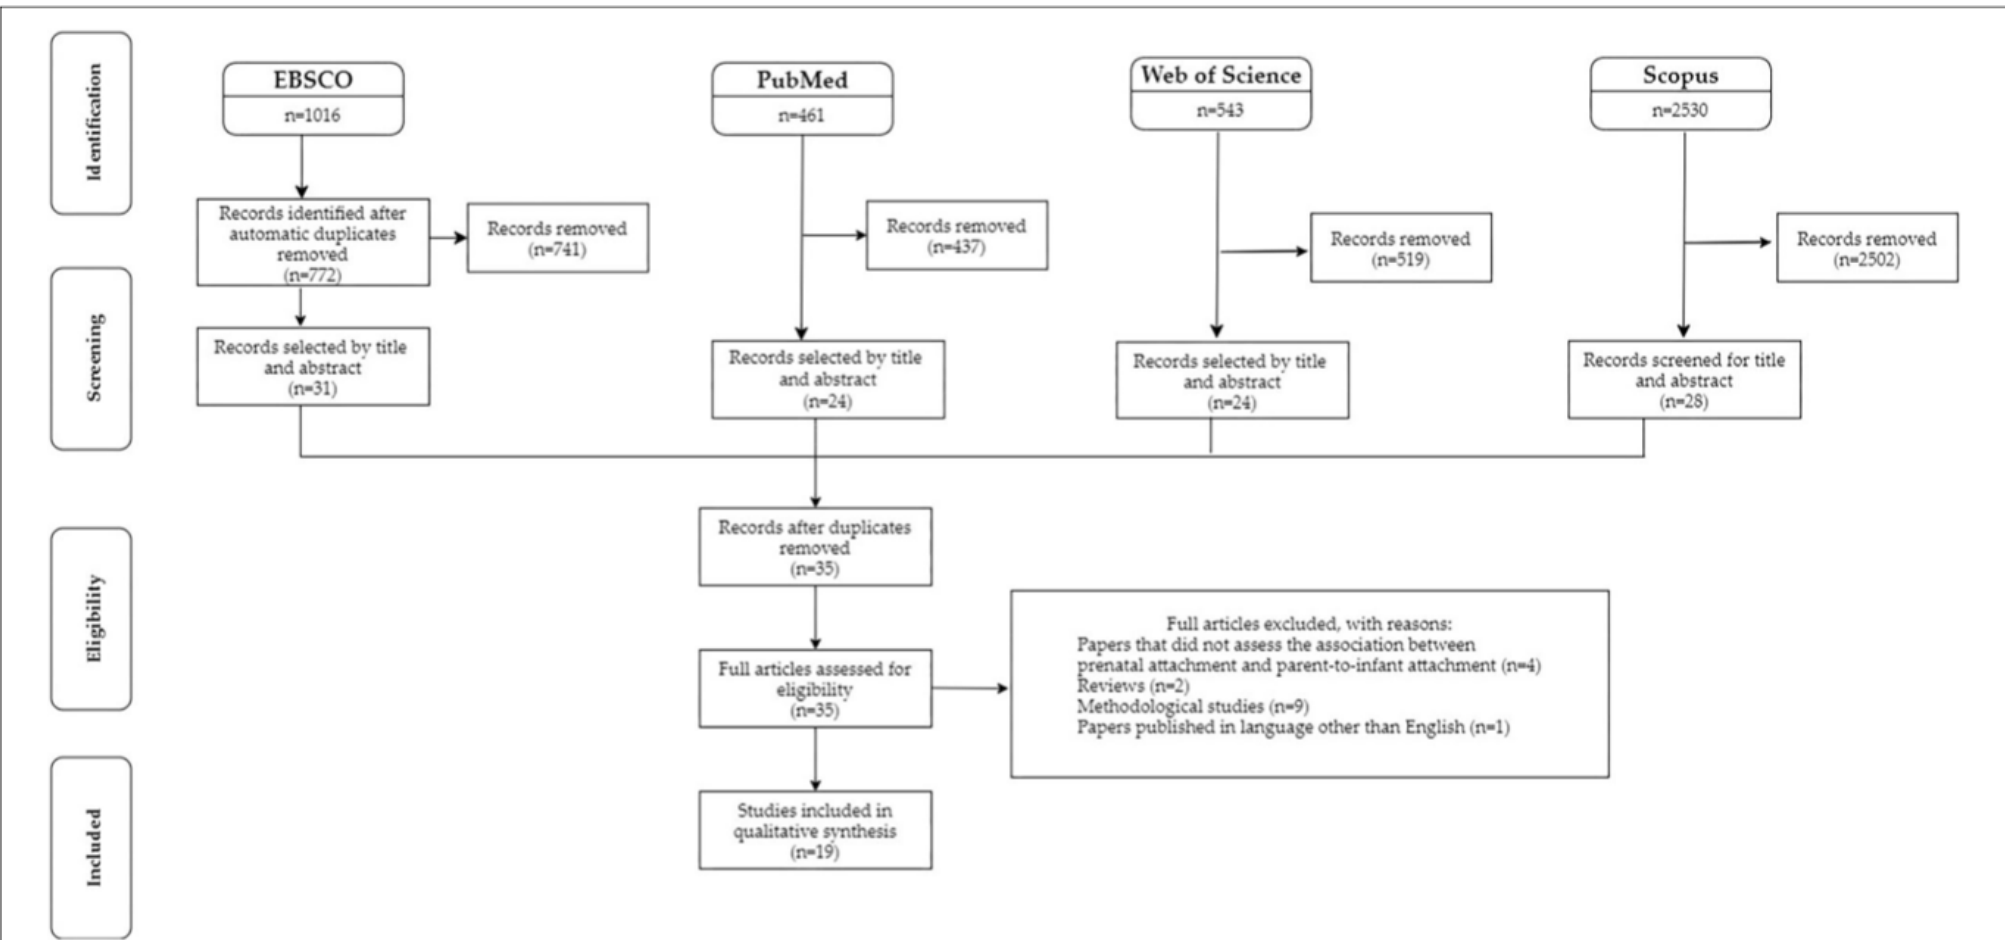 Identification
EBSCO
n=1016
PubMed
n=461
Web of Science
n=543
Scopus
n=2530
Records identified after
automatic duplicates
removed
(n=772)
Records removed
(n=741)
Records removed
(n=437)
Records removed
(n=519)
Records removed
(n=2502)
Screening
Records selected by title
and abstract
(n=31)
Records selected by title
and abstract
(n=24)
Records selected by title
and abstract
(n=24)
Records screened for title
and abstract
(n=28)
Eligibility
Records after duplicates
removed
(n=35)
Full articles assessed for
eligibility
(n=35)
Full articles excluded, with reasons:
Papers that did not assess the association between
prenatal attachment and parent-to-infant attachment (n=4)
Reviews (n=2)
Methodological studies (n=9)
Papers published in language other than English (n=1)
Included
Studies included in
qualitative synthesis
(n=19)